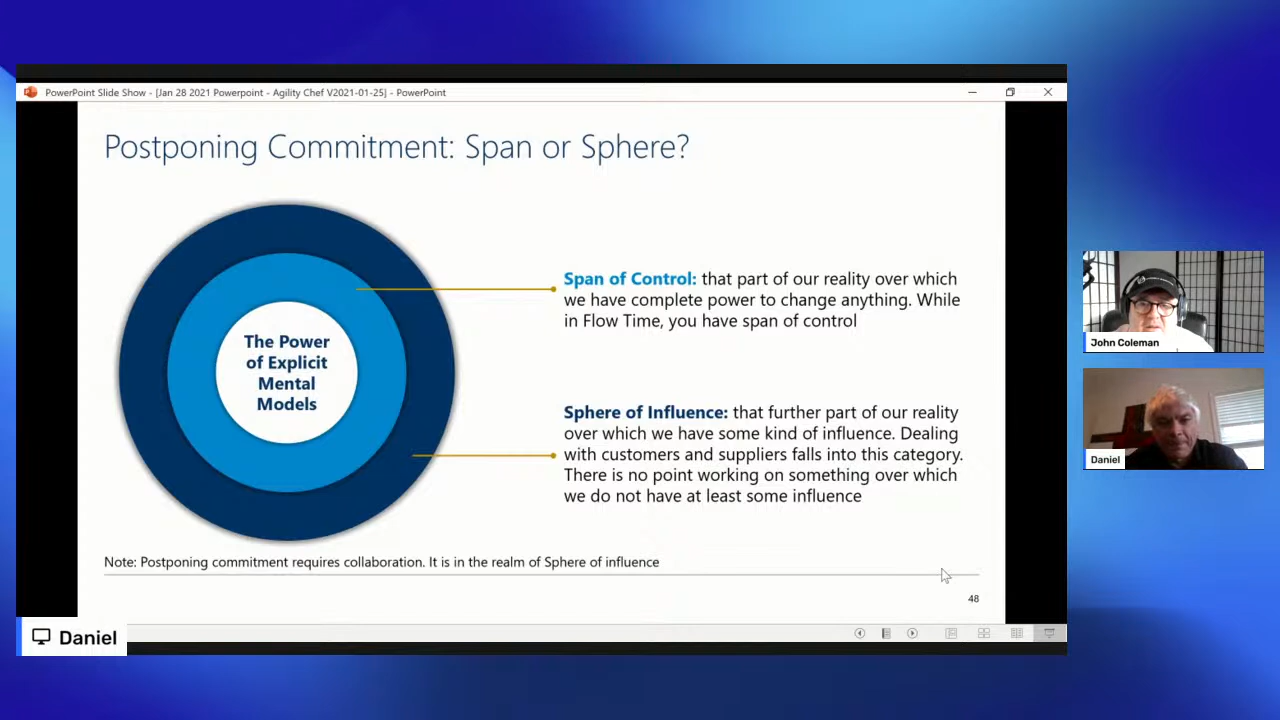 PowerPoint Slide Show - [Jan 28 2021 Powerpoint - Agility Chef V2021-01-25] - PowerPoint
Postponing Commitment: Span or Sphere?
The Power
of Explicit
Mental
Models
Span of Control: that part of our reality over which
we have complete power to change anything. While
in Flow Time, you have span of control
Sphere of Influence: that further part of our reality
over which we have some kind of influence. Dealing
with customers and suppliers falls into this category.
There is no point working on something over which
we do not have at least some influence
Note: Postponing commitment requires collaboration. It is in the realm of Sphere of influence
48
Daniel
John Coleman
Daniel